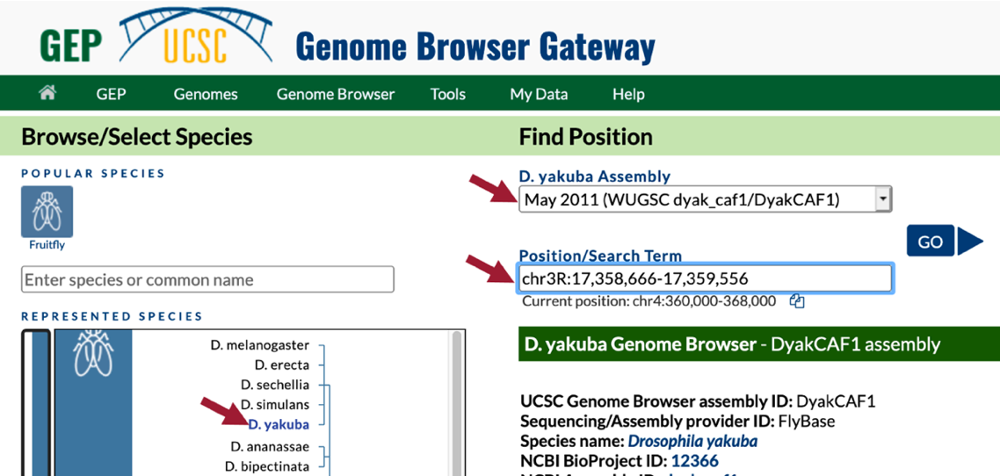 GEP UCSC Genome Browser Gateway
GEP Genomes Genome Browser Tools My Data Help
Browse/Select Species
POPULAR SPECIES
Fruitfly
Enter species or common name
REPRESENTED SPECIES
D. melanogaster
D. erecta
D. sechellia
D. simulans
D. yakuba
D. ananassae
D. bipectinata
Find Position
D. yakuba Assembly
May 2011 (WUGSC dyak_caf1/DyakCAF1)
GO
Position/Search Term
chr3R:17,358,666-17,359,556
Current position: chr4:360,000-368,000
D. yakuba Genome Browser - DyakCAF1 assembly
UCSC Genome Browser assembly ID: DyakCAF1
Sequencing/Assembly provider ID: FlyBase
Species name: Drosophila yakuba
NCBI BioProject ID: 12366